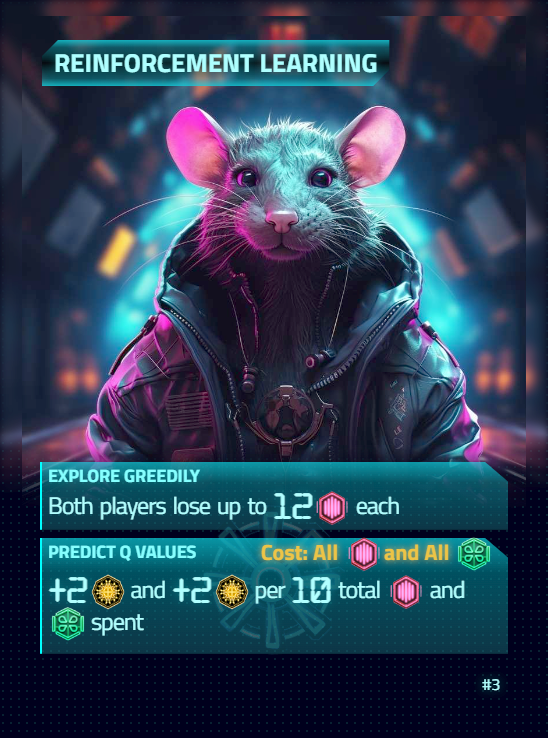 REINFORCEMENT LEARNING
EXPLORE GREEDILY
Both players lose up to 12 each
PREDICT Q VALUES Cost: All and All
+2 and +2 per 10 total and
spent
#3